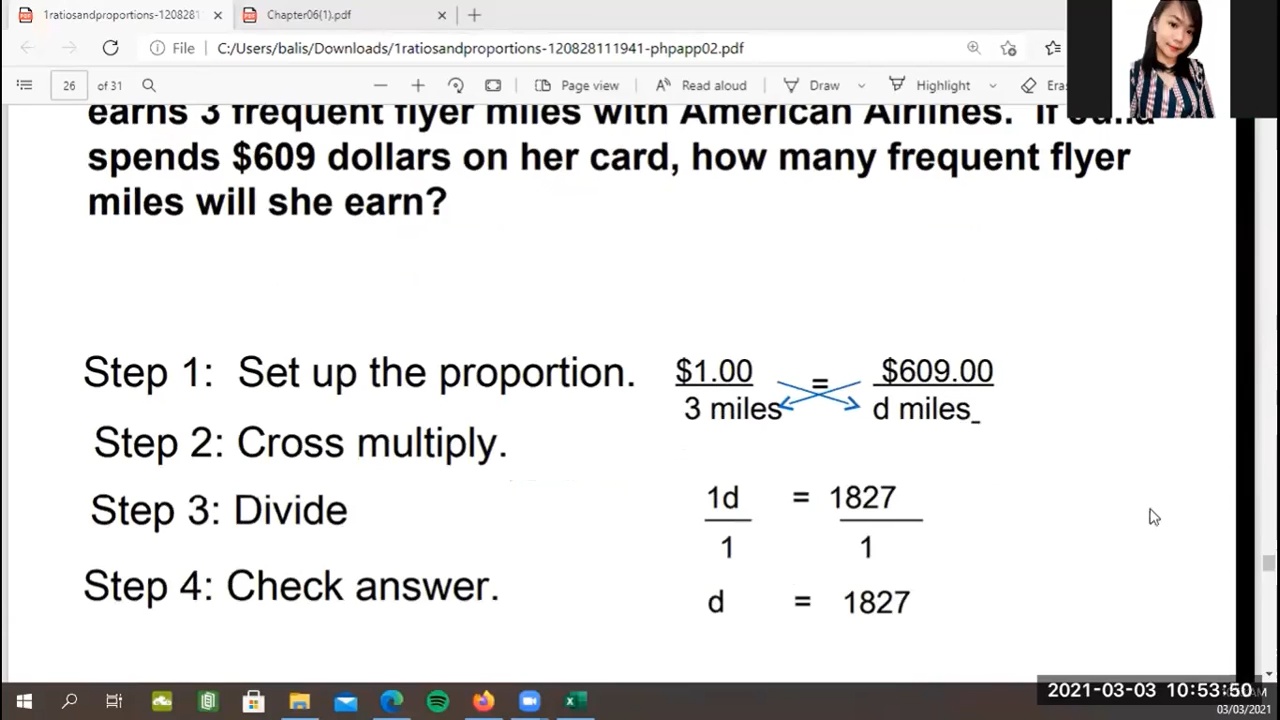 1ratiosandproportions-120828111
Chapter06(1).pdf
File
C:/Users/balis/Downloads/1ratiosandproportions-120828111941-phpapp02.pdf
26 of 31
Page view
Read aloud
Draw
Highlight
earns 3 frequent flyer miles with American Airlines. If
spends $609 dollars on her card, how many frequent flyer
miles will she earn?
Step 1: Set up the proportion.
$1.00 = $609.00
3 miles d miles_
Step 2: Cross multiply.
1d = 1827
Step 3: Divide
1 1
Step 4: Check answer.
d = 1827
2021-03-03 10:53:50
03/03/2021